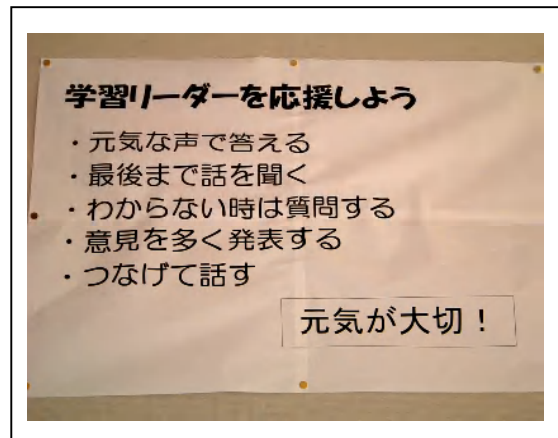 学習リーダーを応援しよう
・元気な声で答える
・最後まで話を聞く
・わからない時は質問する
・意見を多く発表する
・つなげて話す
元気が大切！